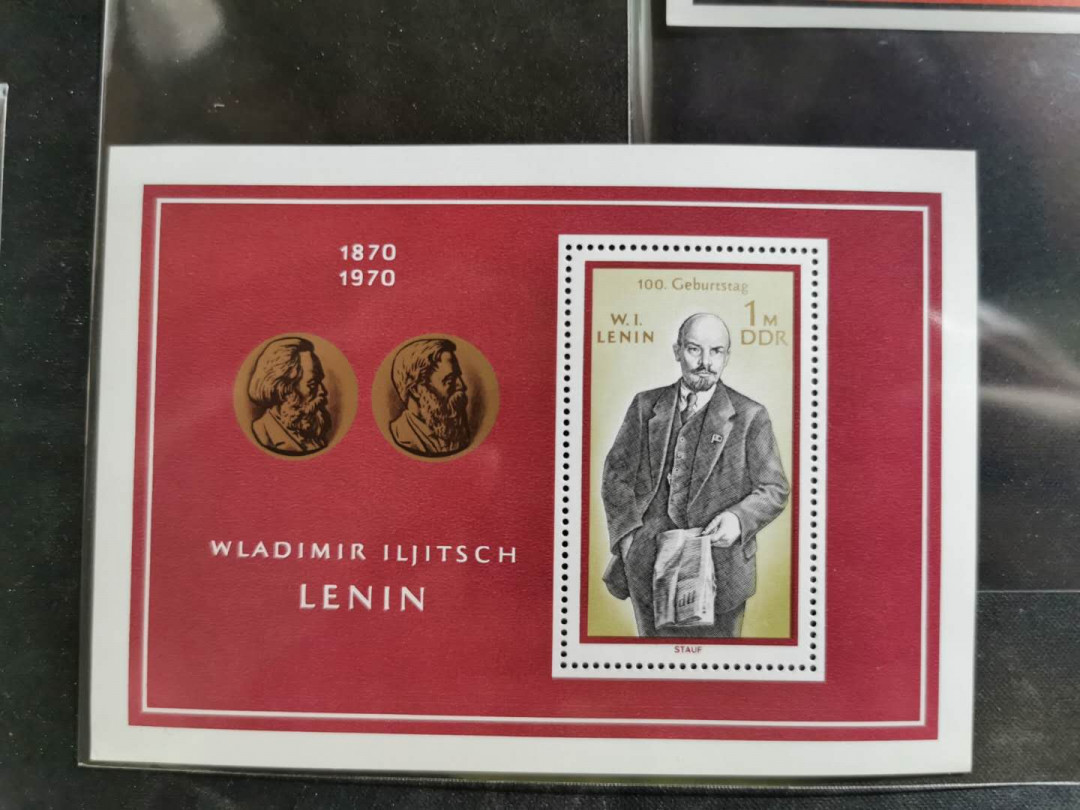 1870
1970
WLADIMIR ILJITSCH
LENIN
100. Geburtstag
W. I.
LENIN
1 M
DDR
STAUF